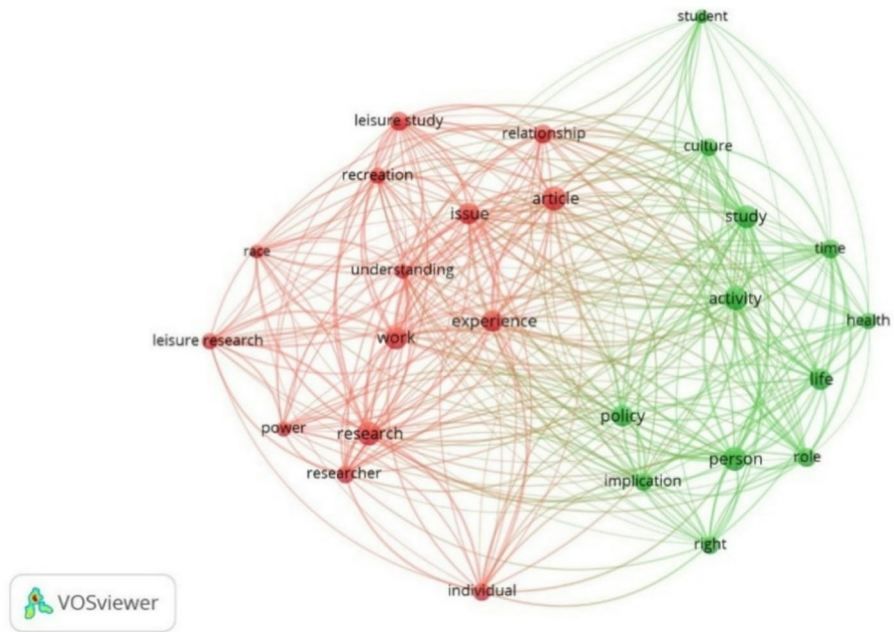 student
leisure study
relationship
culture
recreation
article
issue
study
race
time
understanding
activity
experience
health
work
leisure research
life
policy
power
research
person
role
researcher
implication
right
individual
VOSviewer